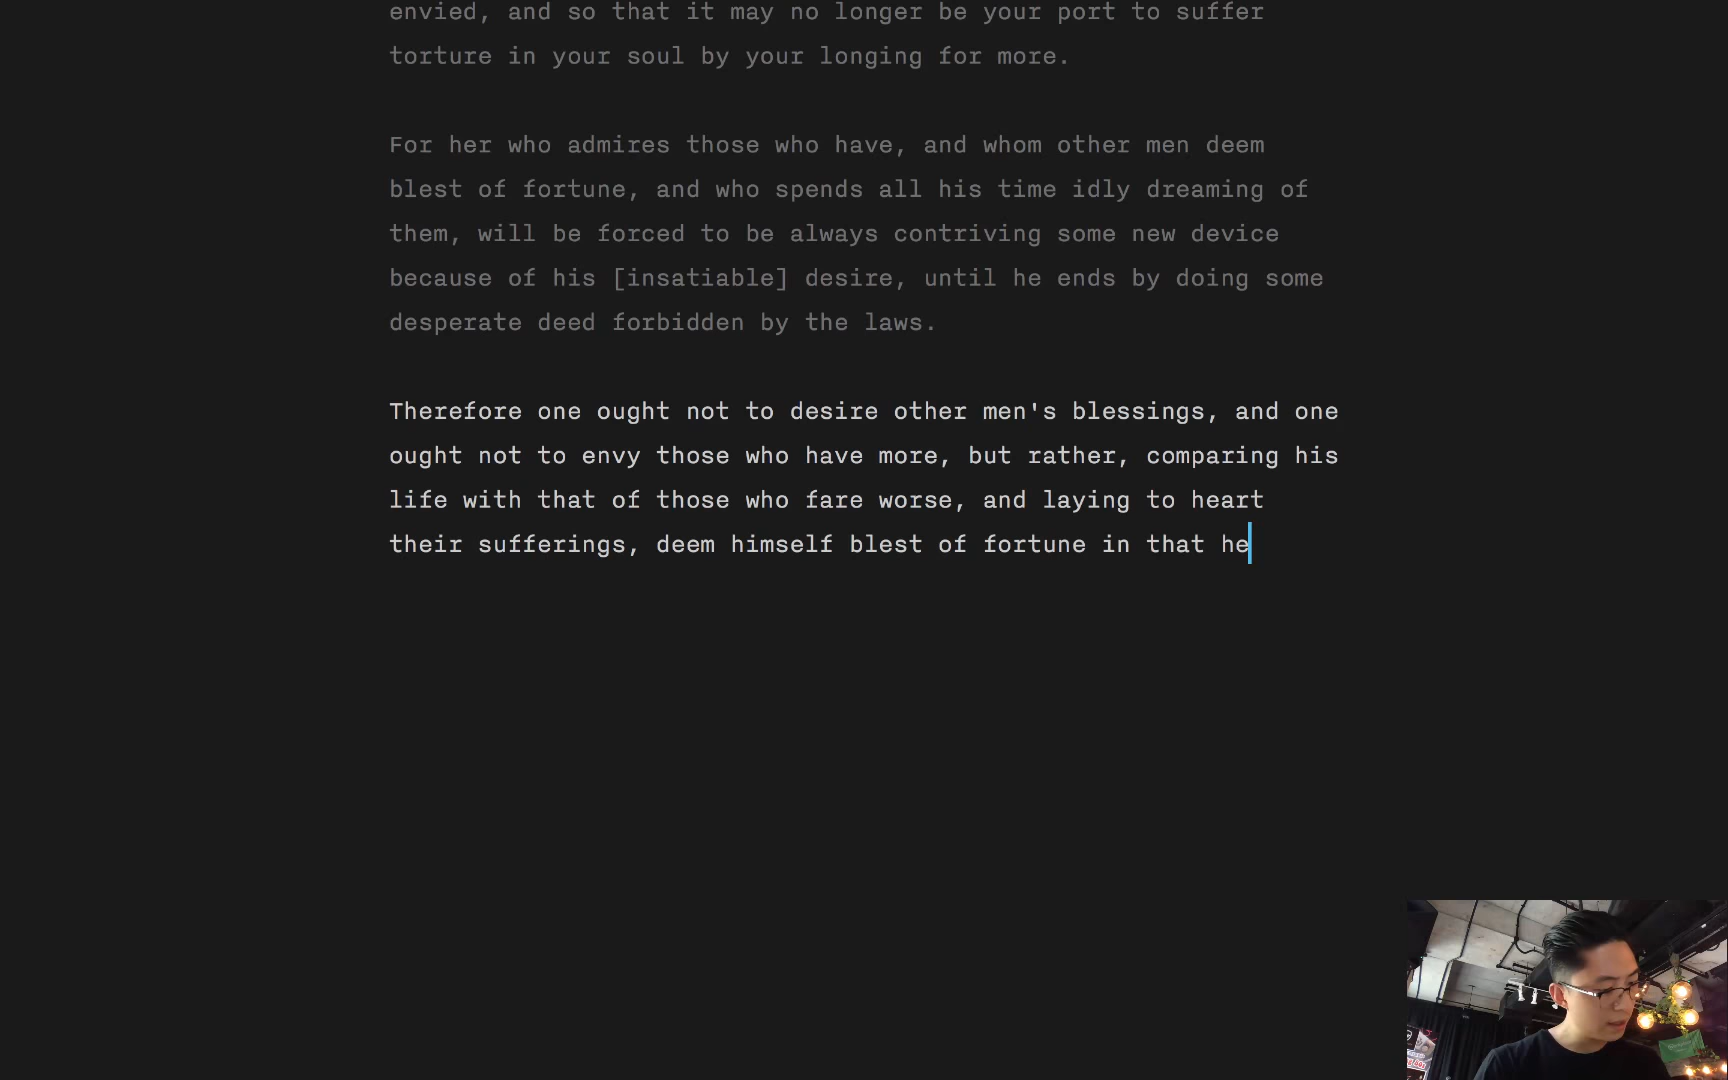 envied, and so that it may no longer be your port to suffer
torture in your soul by your longing for more.
For her who admires those who have, and whom other men deem
blest of fortune, and who spends all his time idly dreaming of
them, will be forced to be always contriving some new device
because of his [insatiable] desire, until he ends by doing some
desperate deed forbidden by the laws.
Therefore one ought not to desire other men's blessings, and one
ought not to envy those who have more, but rather, comparing his
life with that of those who fare worse, and laying to heart
their sufferings, deem himself blest of fortune in that he